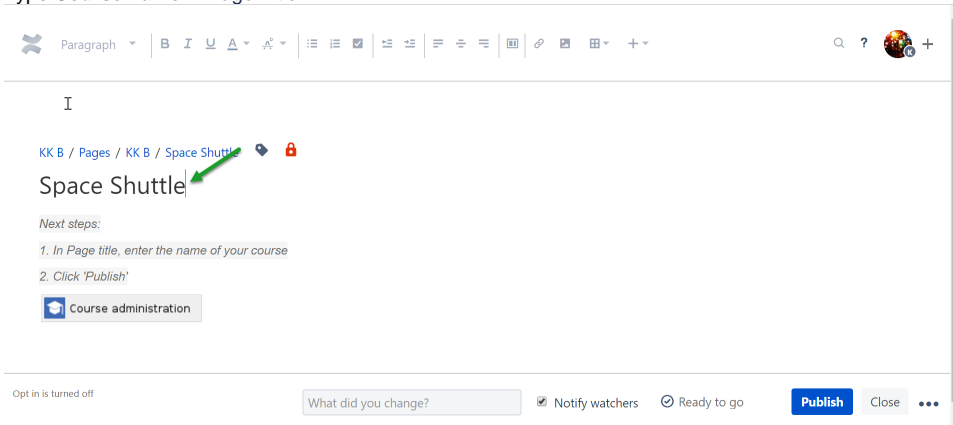 Paragraph B I U A
?
K
KK B / Pages / KK B / Space Shuttle
Space Shuttle
Next steps:
1. In Page title, enter the name of your course
2. Click 'Publish'
Course administration
Opt in is turned off
What did you change?
Notify watchers
Ready to go
Publish
Close